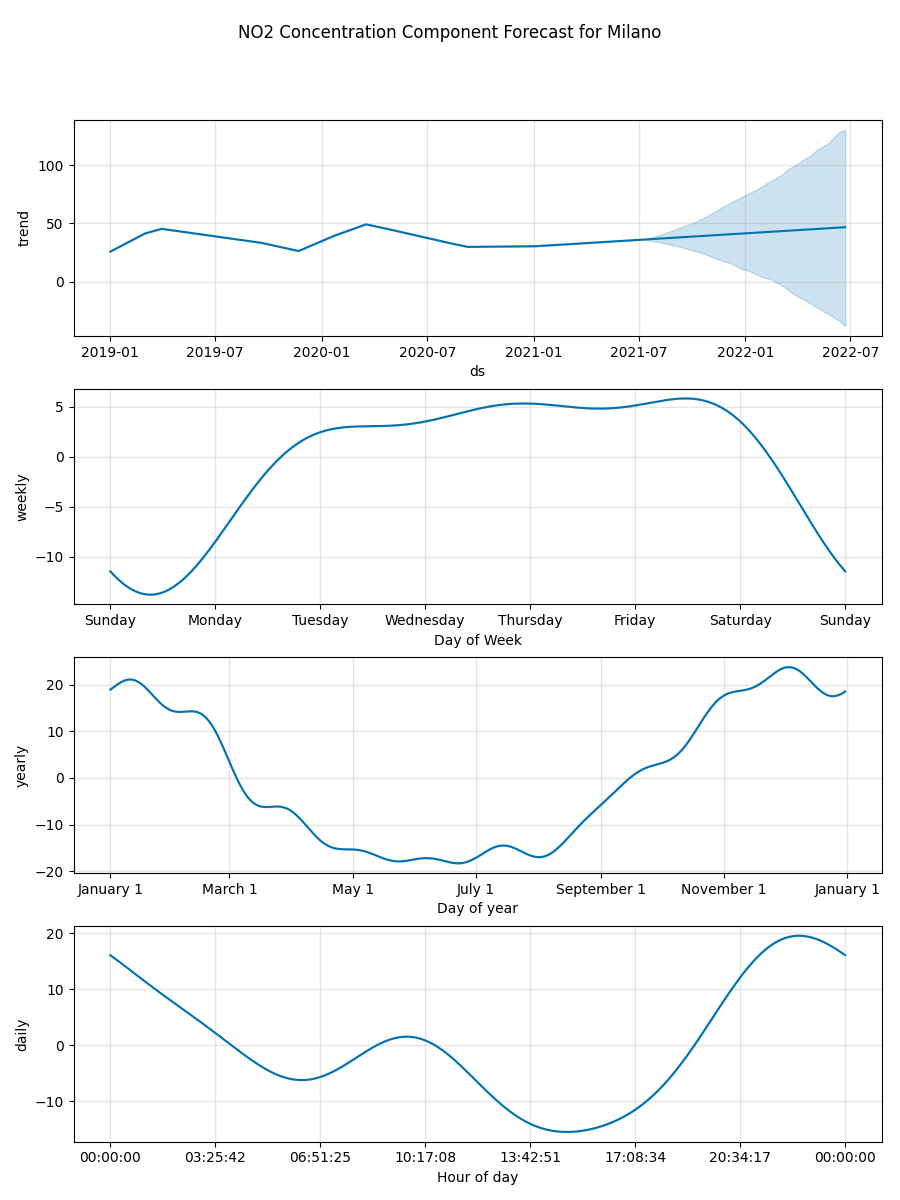 NO2 Concentration Component Forecast for Milano
100
50
0
trend
2019-01 2019-07 2020-01 2020-07 2021-01 2021-07 2022-01 2022-07
ds
5
0
−5
−10
weekly
Sunday Monday Tuesday Wednesday Thursday Friday Saturday Sunday
Day of Week
20
10
0
−10
−20
yearly
January 1 March 1 May 1 July 1 September 1 November 1 January 1
Day of year
20
10
0
−10
daily
00:00:00 03:25:42 06:51:25 10:17:08 13:42:51 17:08:34 20:34:17 00:00:00
Hour of day